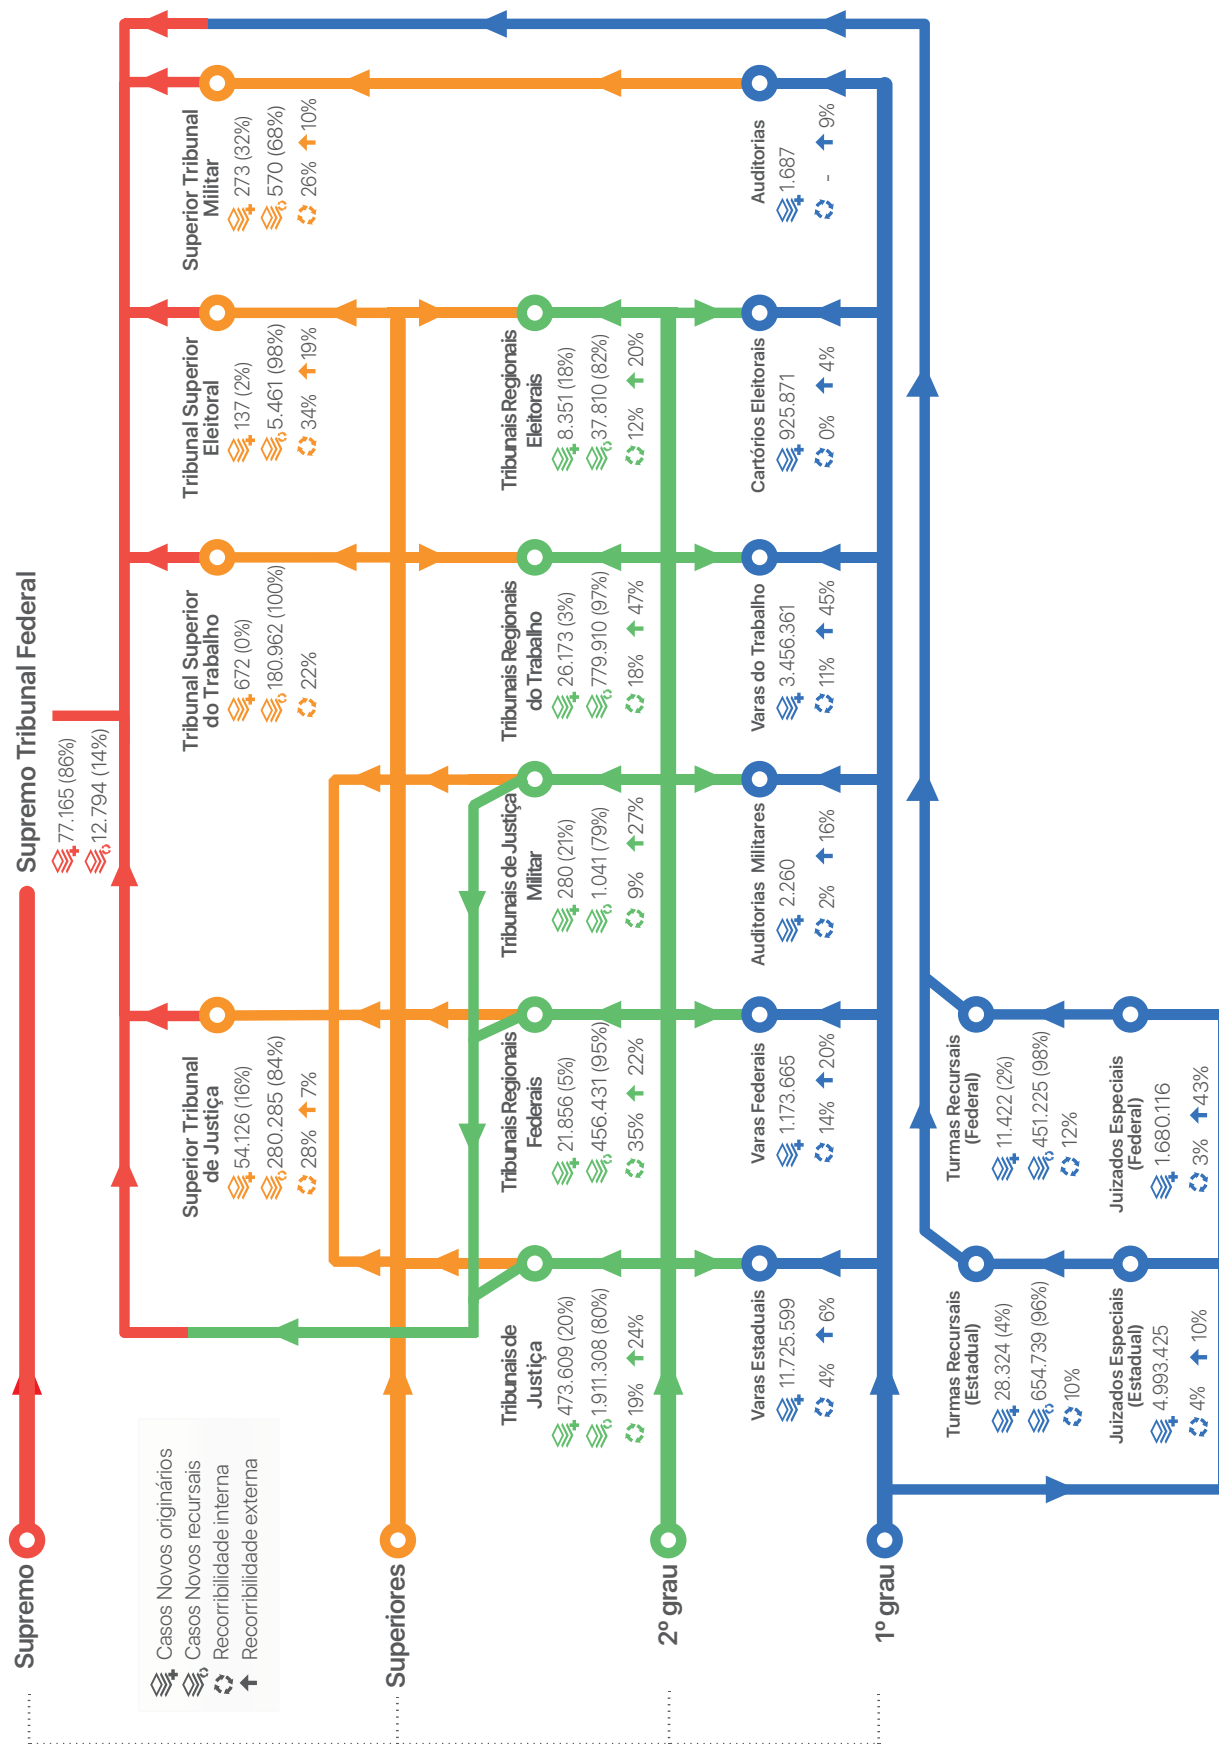 Supremo
Supremo Tribunal Federal
77.165 (86%)
12.794 (14%)
Casos Novos originários
Casos Novos recursais
Recorribilidade interna
Recorribilidade externa
Superiores
Superior Tribunal
de Justiça
54.126 (16%)
280.285 (84%)
28% 7%
Tribunal Superior
do Trabalho
672 (0%)
180.962 (100%)
22%
Tribunal Superior
Eleitoral
137 (2%)
5.461 (98%)
34% 19%
Superior Tribunal
Militar
273 (32%)
570 (68%)
26% 10%
2º grau
Tribunais de
Justiça
473.609 (20%)
1.911.308 (80%)
19% 24%
Tribunais Regionais
Federais
21.856 (5%)
456.431 (95%)
35% 22%
Tribunais de Justiça
Militar
280 (21%)
1.041 (79%)
9% 27%
Tribunais Regionais
do Trabalho
26.173 (3%)
779.910 (97%)
18% 47%
Tribunais Regionais
Eleitorais
8.351 (18%)
37.810 (82%)
12% 20%
1º grau
Varas Estaduais
11.725.599
4% 6%
Varas Federais
1.173.665
14% 20%
Auditorias Militares
2.260
2% 16%
Varas do Trabalho
3.456.361
11% 45%
Cartórios Eleitorais
925.871
0% 4%
Auditorias
1.687
- 9%
Turmas Recursais
(Estadual)
28.324 (4%)
654.739 (96%)
10%
Turmas Recursais
(Federal)
11.422 (2%)
451.225 (98%)
12%
Juizados Especiais
(Estadual)
4.993.425
4% 10%
Juizados Especiais
(Federal)
1.680.116
3% 43%